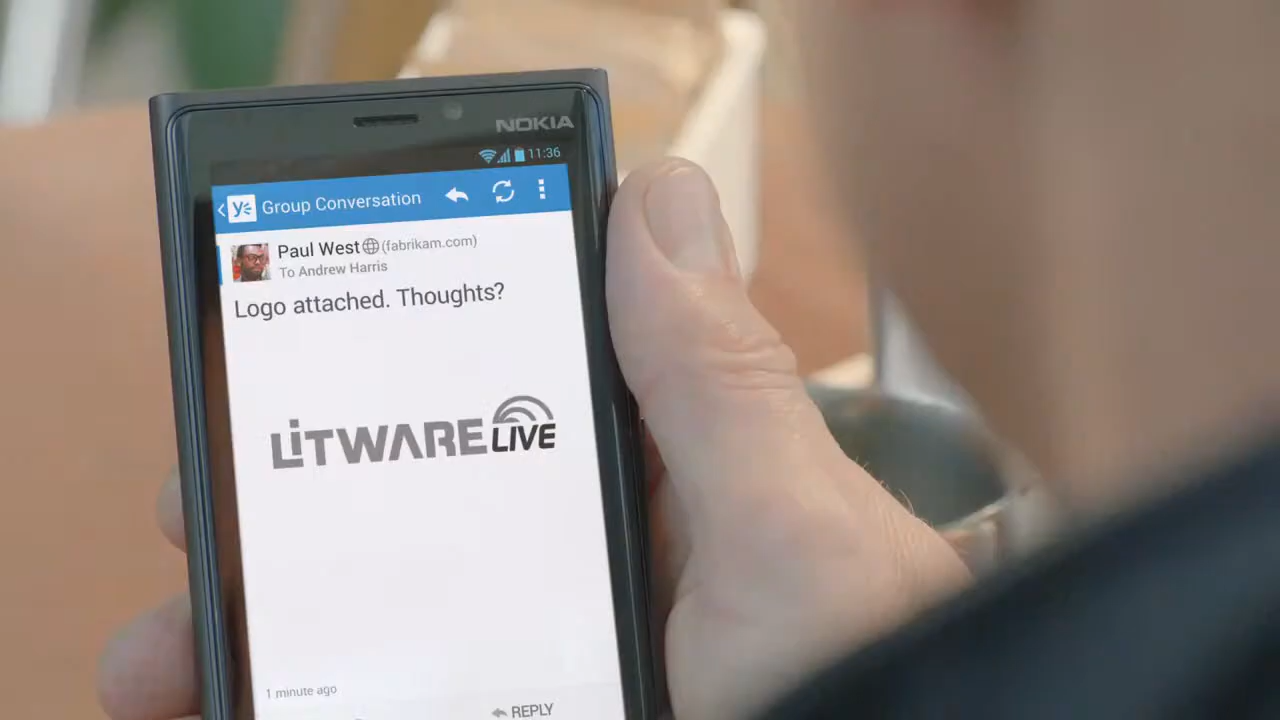 NOKIA
11:36
y Group Conversation
Paul West (fabrikam.com)
To Andrew Harris
Logo attached. Thoughts?
LiTWARE LIVE
1 minute ago
REPLY